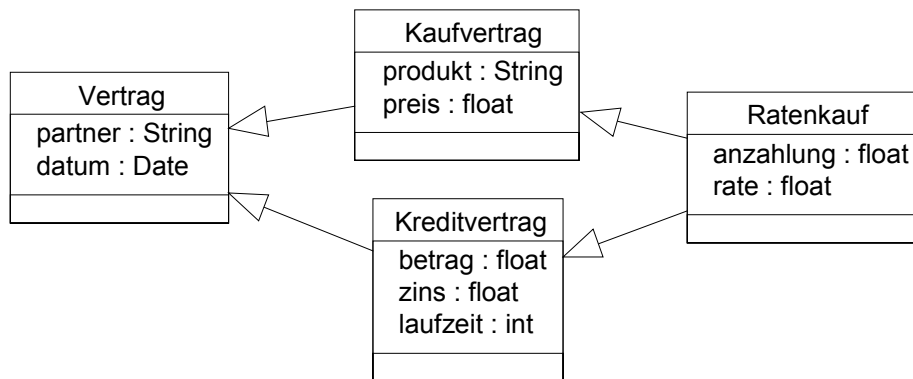 Vertrag
partner : String
datum : Date
Kaufvertrag
produkt : String
preis : float
Kreditvertrag
betrag : float
zins : float
laufzeit : int
Ratenkauf
anzahlung : float
rate : float